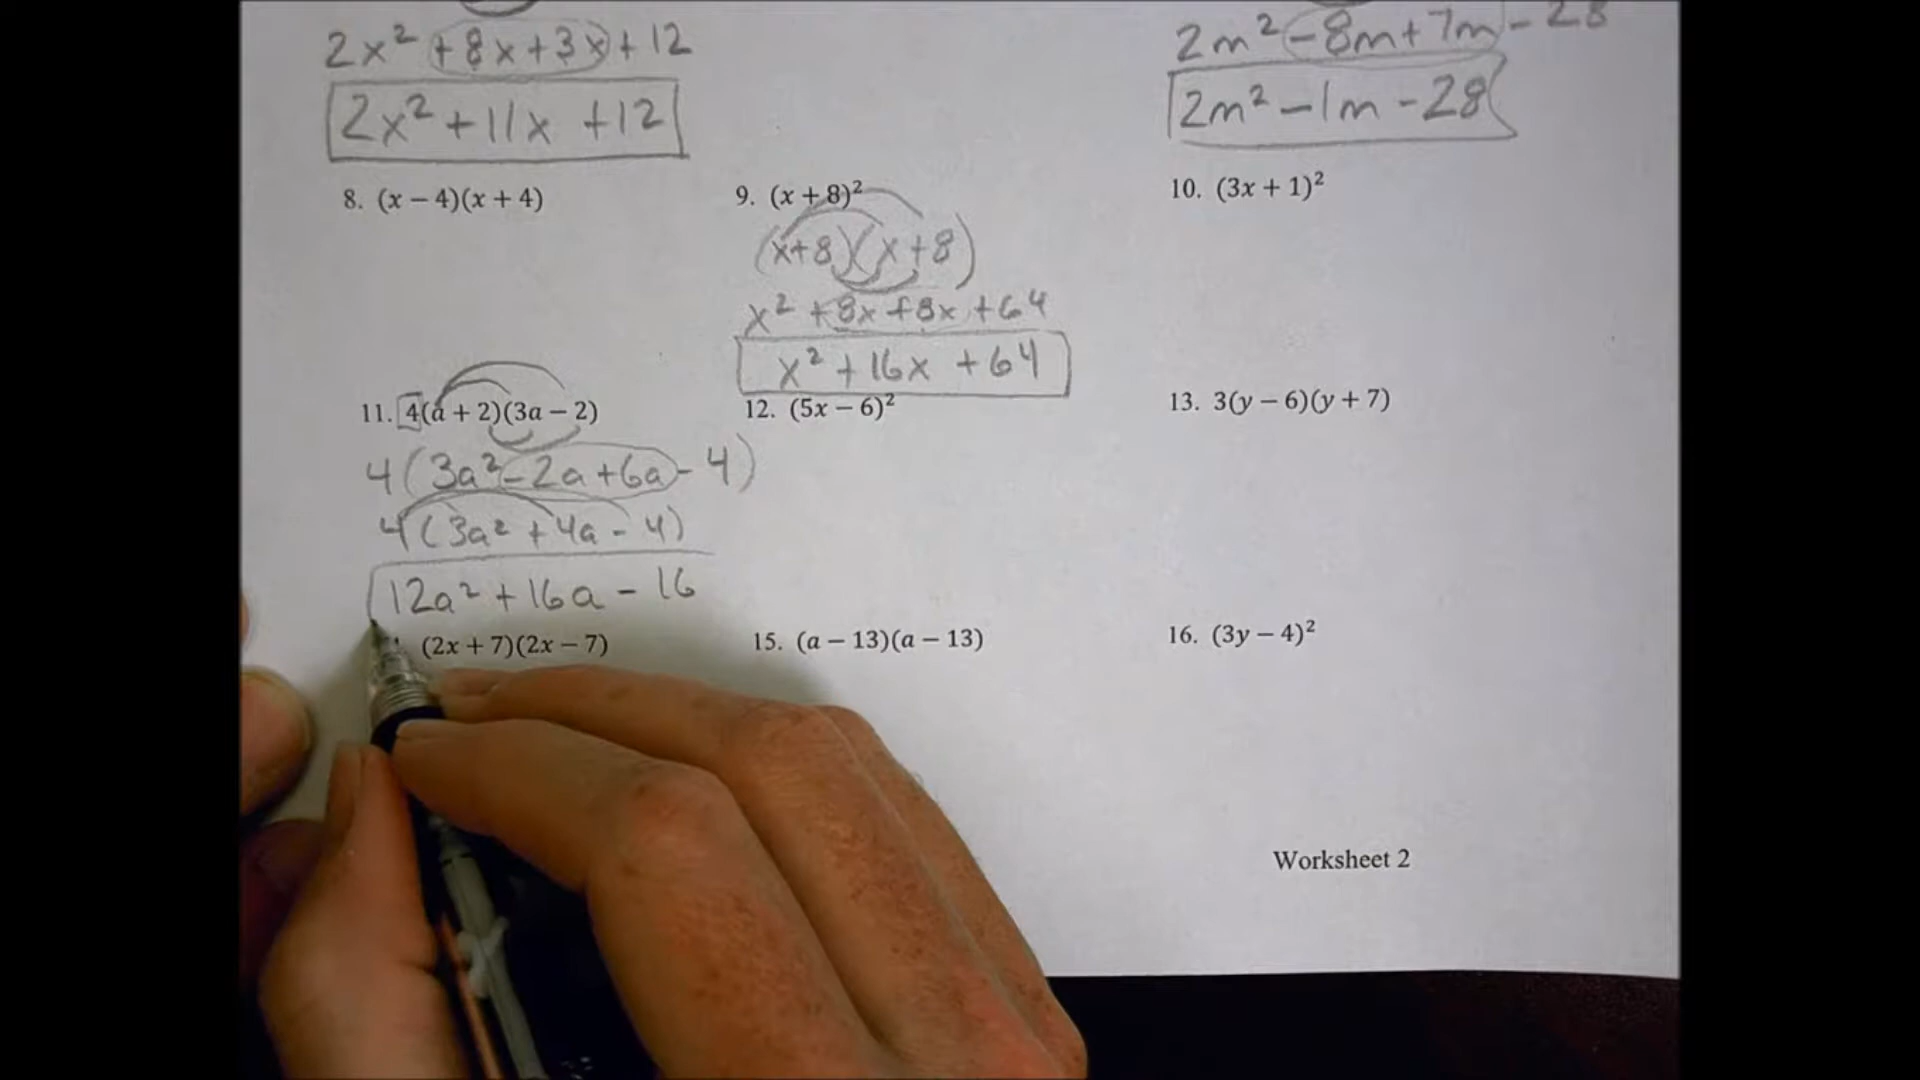 2x² + 8x + 3x + 12
2x² + 11x + 12
2m² - 8m + 7m - 28
2m² - 1m - 28
8. (x − 4)(x + 4)
9. (x + 8)²
(x+8)(x+8)
x² + 8x + 8x + 64
x² + 16x + 64
10. (3x + 1)²
11. 4(a + 2)(3a − 2)
4(3a² - 2a + 6a - 4)
4(3a² + 4a - 4)
12a² + 16a - 16
12. (5x − 6)²
13. 3(y − 6)(y + 7)
(2x + 7)(2x − 7)
15. (a − 13)(a − 13)
16. (3y − 4)²
Worksheet 2